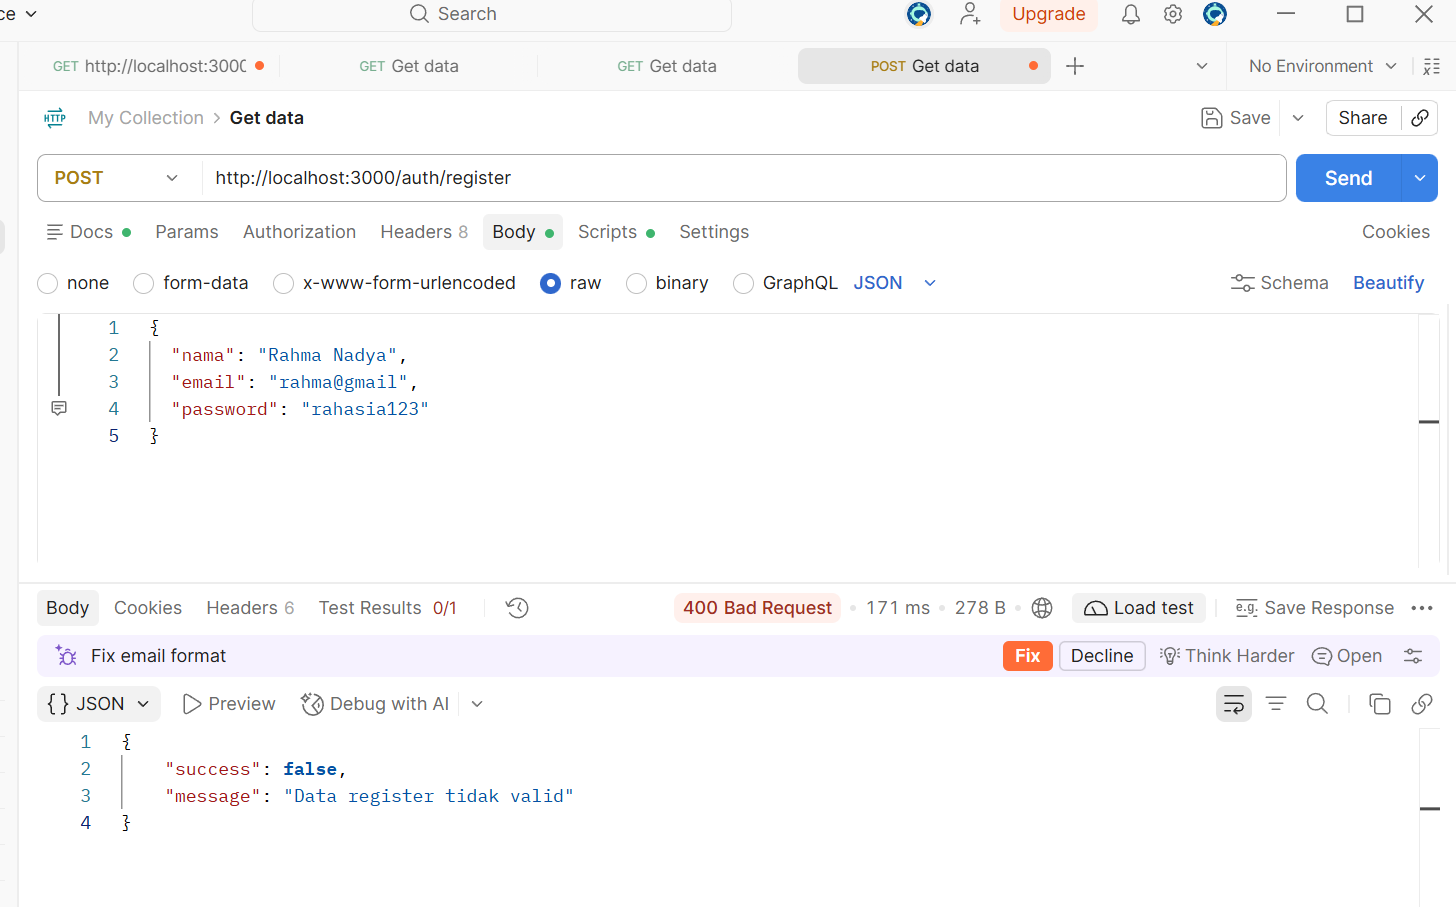 ce
Search
Upgrade
GET http://localhost:3000
GET Get data
GET Get data
POST Get data
No Environment
HTTP
My Collection > Get data
Save
Share
POST
http://localhost:3000/auth/register
Send
Docs
Params
Authorization
Headers 8
Body
Scripts
Settings
Cookies
none
form-data
x-www-form-urlencoded
raw
binary
GraphQL
JSON
Schema
Beautify
1 {
2 "nama": "Rahma Nadya",
3 "email": "rahma@gmail",
4 "password": "rahasia123"
5 }
Body
Cookies
Headers 6
Test Results 0/1
400 Bad Request
171 ms
278 B
Load test
e.g. Save Response
Fix email format
Fix
Decline
Think Harder
Open
{} JSON
Preview
Debug with AI
1 {
2 "success": false,
3 "message": "Data register tidak valid"
4 }